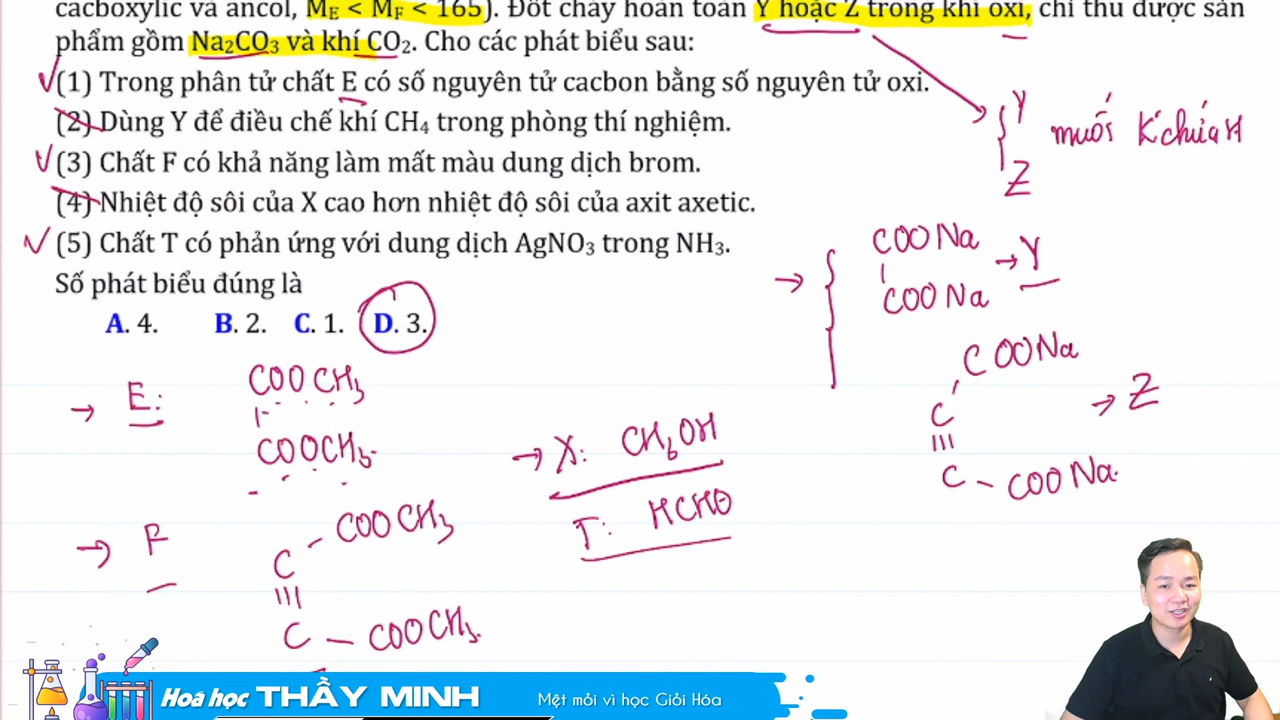 cacboxylic và ancol, ME < MF < 165). Đốt cháy hoàn toàn Y hoặc Z trong khí oxi, chỉ thu được sản
phẩm gồm Na2CO3 và khí CO2. Cho các phát biểu sau:
(1) Trong phân tử chất E có số nguyên tử cacbon bằng số nguyên tử oxi.
(2) Dùng Y để điều chế khí CH4 trong phòng thí nghiệm.
(3) Chất F có khả năng làm mất màu dung dịch brom.
(4) Nhiệt độ sôi của X cao hơn nhiệt độ sôi của axit axetic.
(5) Chất T có phản ứng với dung dịch AgNO3 trong NH3.
Số phát biểu đúng là
A. 4. B. 2. C. 1. D. 3.
Y
Z
muối K chứa H
COONa
COONa
→ Y
COONa
C
≡
C - COONa
→ Z
→ E:
COOCH3
COOCH3
→ X: CH3OH
T: HCHO
→ F
C - COOCH3
≡
C - COOCH3
Hoá học THẦY MINH
Mệt mỏi vì học Giỏi Hóa